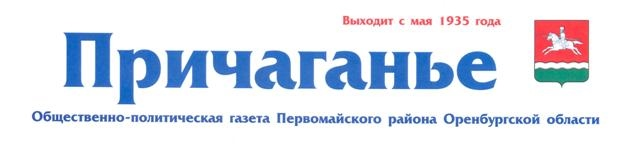 Выходит с мая 1935 года
Причаганье
Общественно-политическая газета Первомайского района Оренбургской области